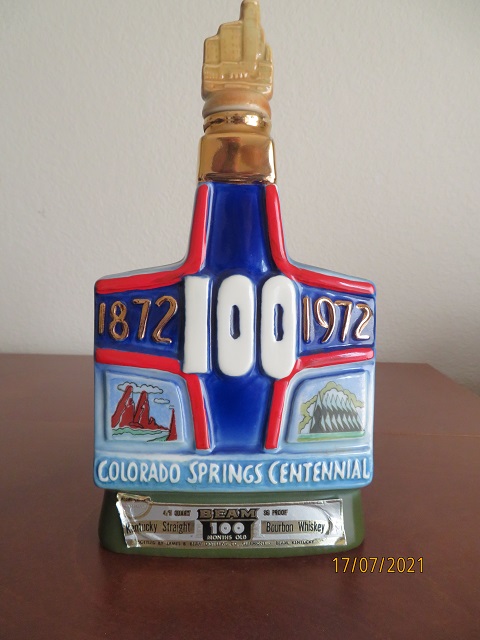 1872 100 1972
COLORADO SPRINGS CENTENNIAL
4/5 QUART BEAM 86 PROOF
Kentucky Straight 100 Bourbon Whiskey
MONTHS OLD
17/07/2021